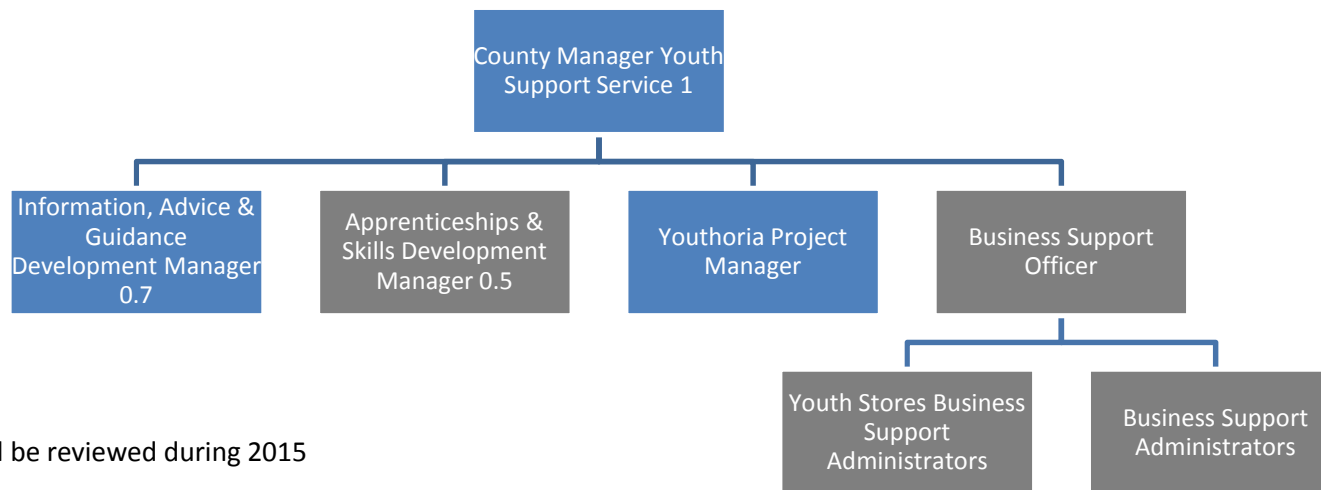 County Manager Youth
Support Service 1
Information, Advice &
Guidance
Development Manager
0.7
Apprenticeships &
Skills Development
Manager 0.5
Youthoria Project
Manager
Business Support
Officer
Youth Stores Business
Support
Administrators
Business Support
Administrators
be reviewed during 2015